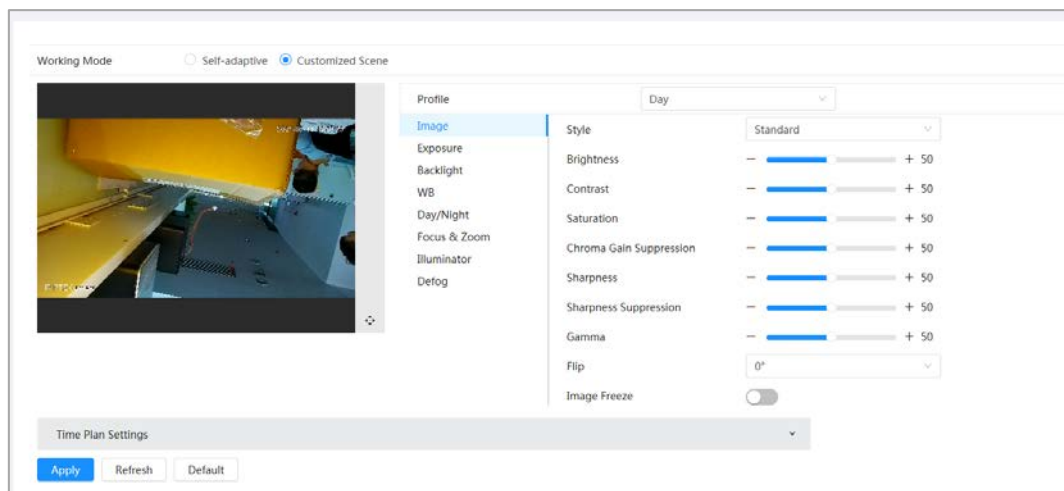 Working Mode Self-adaptive Customized Scene
Profile Day
Image
Exposure
Backlight
WB
Day/Night
Focus & Zoom
Illuminator
Defog
Style Standard
Brightness 50
Contrast 50
Saturation 50
Chroma Gain Suppression 50
Sharpness 50
Sharpness Suppression 50
Gamma 50
Flip 0°
Image Freeze
Time Plan Settings
Apply Refresh Default